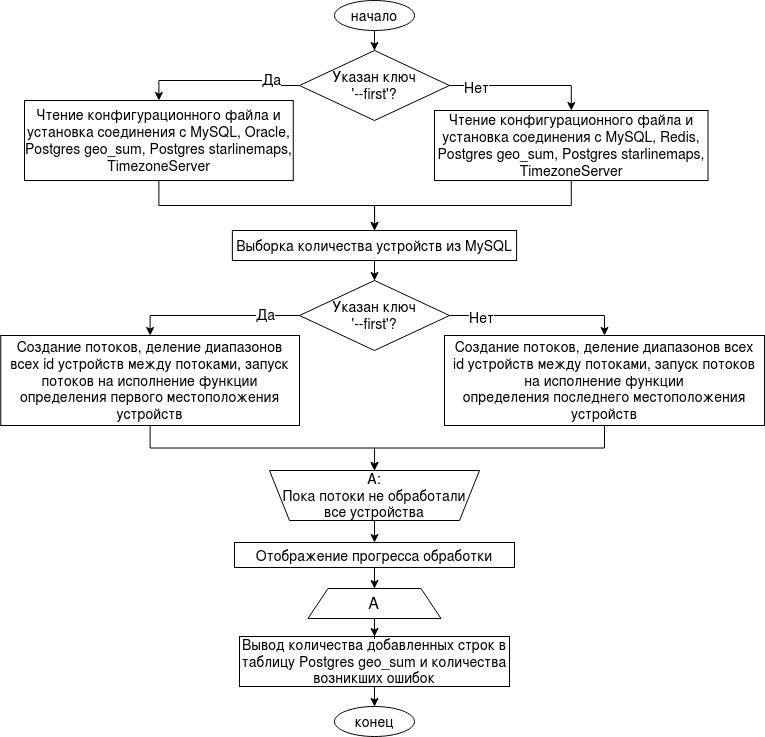 начало
Указан ключ
'--first'?
Да
Нет
Чтение конфигурационного файла и
установка соединения с MySQL, Oracle,
Postgres geo_sum, Postgres starlinemaps,
TimezoneServer
Чтение конфигурационного файла и
установка соединения с MySQL, Redis,
Postgres geo_sum, Postgres starlinemaps,
TimezoneServer
Выборка количества устройств из MySQL
Указан ключ
'--first'?
Да
Нет
Создание потоков, деление диапазонов
всех id устройств между потоками, запуск
потоков на исполнение функции
определения первого местоположения
устройств
Создание потоков, деление диапазонов всех
id устройств между потоками, запуск потоков
на исполнение функции
определения последнего местоположения
устройств
А:
Пока потоки не обработали
все устройства
Отображение прогресса обработки
А
Вывод количества добавленных строк в
таблицу Postgres geo_sum и количества
возникших ошибок
конец